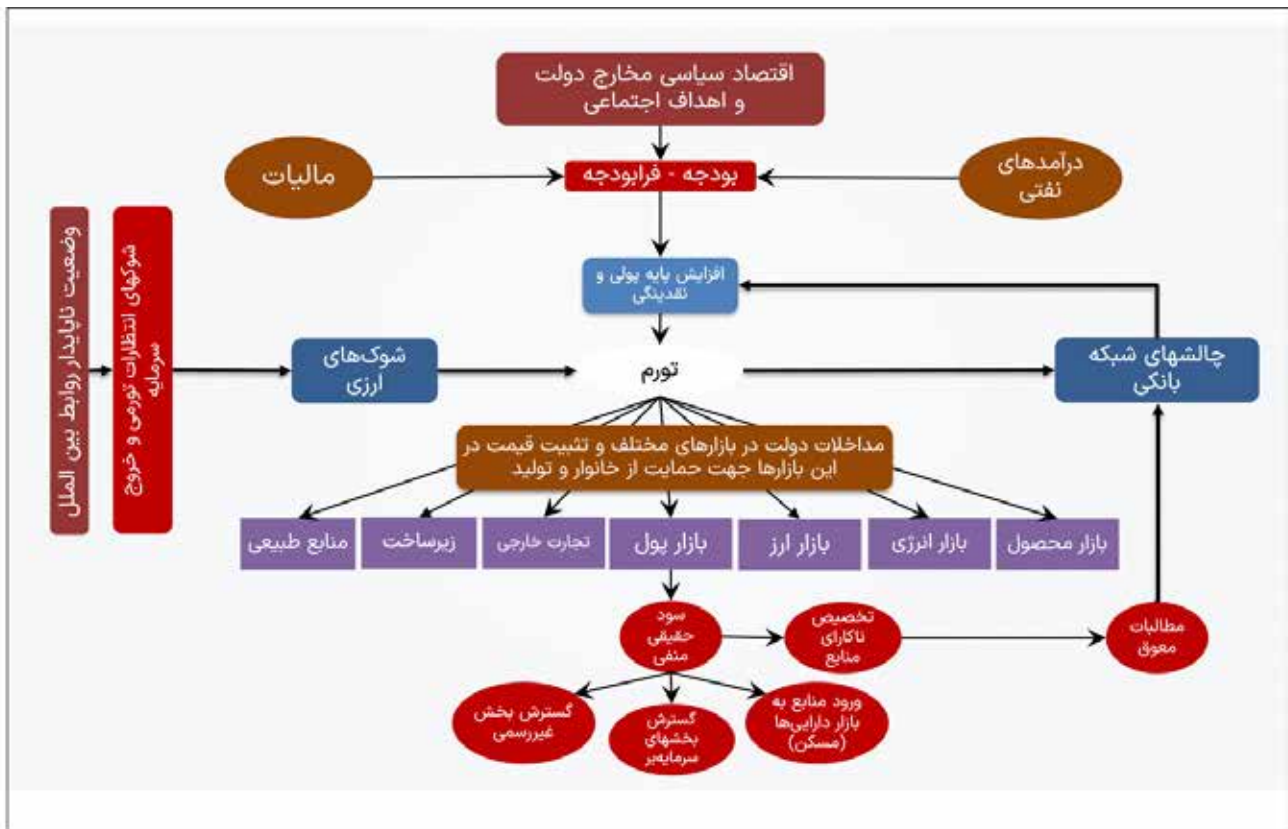 اقتصاد سیاسی مخارج دولت
و اهداف اجتماعی
درآمدهای
نفتی
بودجه - فرابودجه
مالیات
افزایش پایه پولی و
نقدینگی
چالشهای شبکه
بانکی
تورم
شوک‌های
ارزی
شوکهای انتظارات تورمی و خروج
سرمایه
وضعیت ناپایدار روابط بین الملل
مداخلات دولت در بازارهای مختلف و تثبیت قیمت در
این بازارها جهت حمایت از خانوار و تولید
بازار محصول
بازار انرژی
بازار ارز
بازار پول
تجارت خارجی
زیرساخت
منابع طبیعی
سود
حقیقی
منفی
تخصیص
ناکارای
منابع
مطالبات
معوق
ورود منابع به
بازار دارایی‌ها
(مسکن)
گسترش
بخشهای
سرمایه‌بر
گسترش بخش
غیررسمی